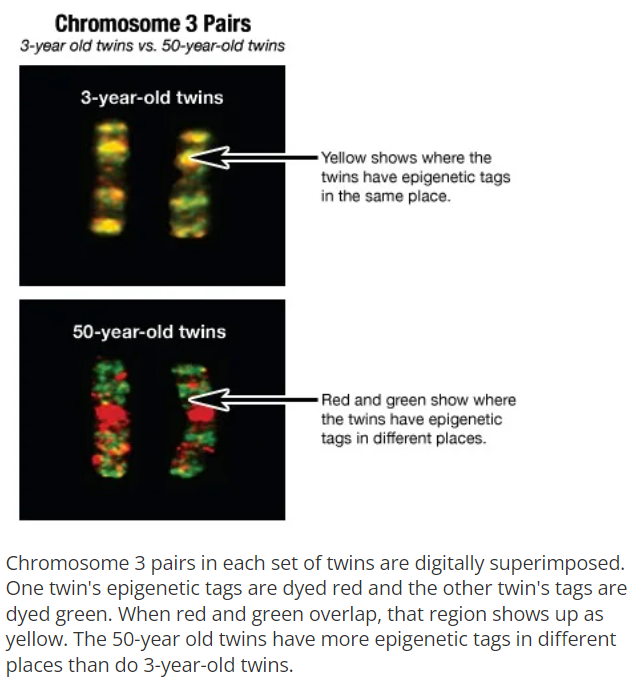 Chromosome 3 Pairs
3-year old twins vs. 50-year-old twins
3-year-old twins
Yellow shows where the
twins have epigenetic tags
in the same place.
50-year-old twins
Red and green show where
the twins have epigenetic
tags in different places.
Chromosome 3 pairs in each set of twins are digitally superimposed.
One twin's epigenetic tags are dyed red and the other twin's tags are
dyed green. When red and green overlap, that region shows up as
yellow. The 50-year old twins have more epigenetic tags in different
places than do 3-year-old twins.